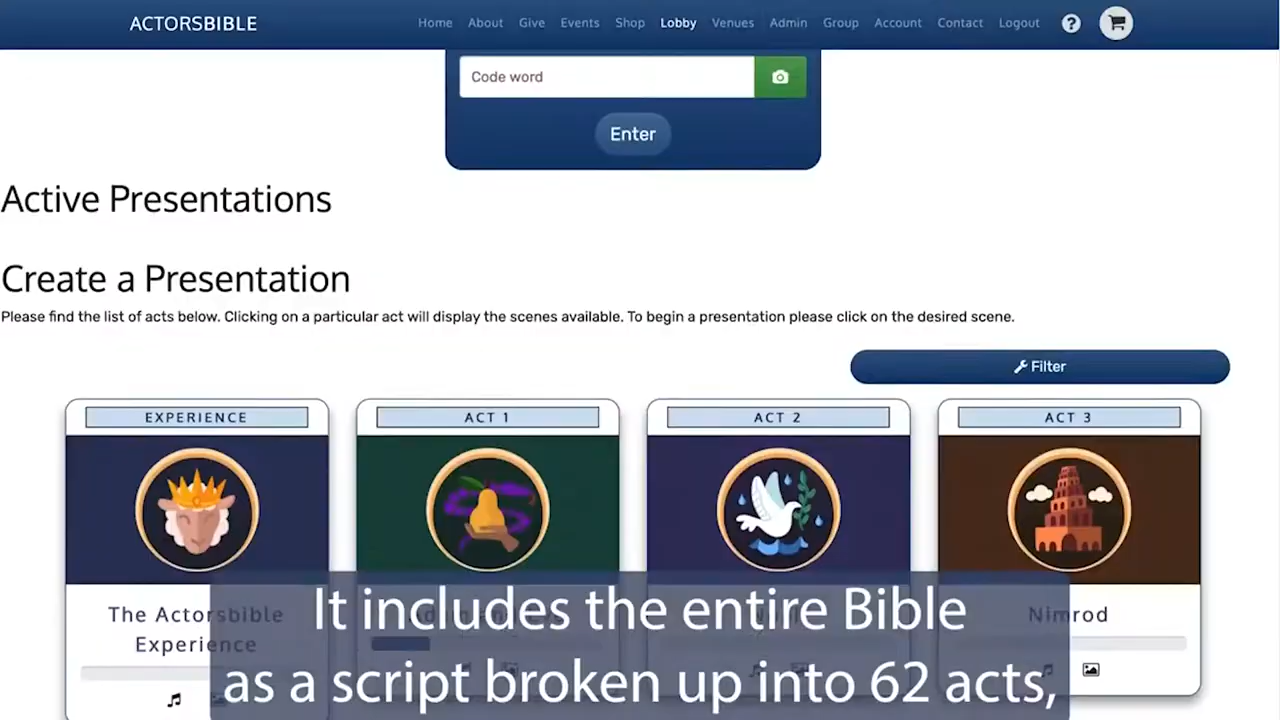 ACTORSBIBLE
Home About Give Events Shop Lobby Venues Admin Group Account Contact Logout ?
Code word
Enter
Active Presentations
Create a Presentation
Please find the list of acts below. Clicking on a particular act will display the scenes available. To begin a presentation please click on the desired scene.
Filter
EXPERIENCE ACT 1 ACT 2 ACT 3
The Actorsbible
Experience
Nimrod
It includes the entire Bible
as a script broken up into 62 acts,